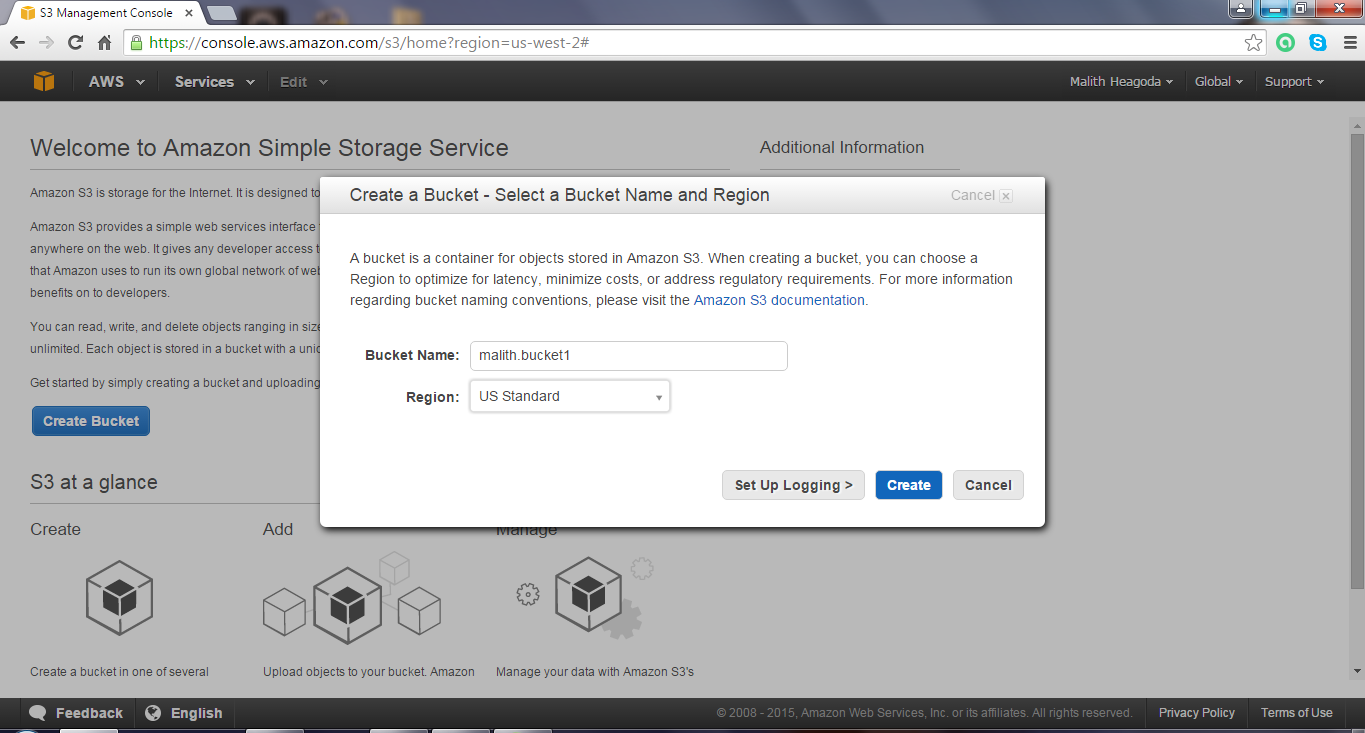 S3 Management Console
https://console.aws.amazon.com/s3/home?region=us-west-2#
AWS Services Edit Malith Heagoda Global Support
Welcome to Amazon Simple Storage Service
Additional Information
Amazon S3 is storage for the Internet. It is designed to
Amazon S3 provides a simple web services interface
anywhere on the web. It gives any developer access
that Amazon uses to run its own global network of web
benefits on to developers.
You can read, write, and delete objects ranging in size
unlimited. Each object is stored in a bucket with a
Get started by simply creating a bucket and uploading
Create Bucket
Create a Bucket - Select a Bucket Name and Region
Cancel
A bucket is a container for objects stored in Amazon S3. When creating a bucket, you can choose a
Region to optimize for latency, minimize costs, or address regulatory requirements. For more information
regarding bucket naming conventions, please visit the Amazon S3 documentation.
Bucket Name: malith.bucket1
Region: US Standard
Set Up Logging > Create Cancel
S3 at a glance
Create Add Manage
Create a bucket in one of several
Upload objects to your bucket. Amazon
Manage your data with Amazon S3's
Feedback English © 2008 - 2015, Amazon Web Services, Inc. or its affiliates. All rights reserved. Privacy Policy Terms of Use